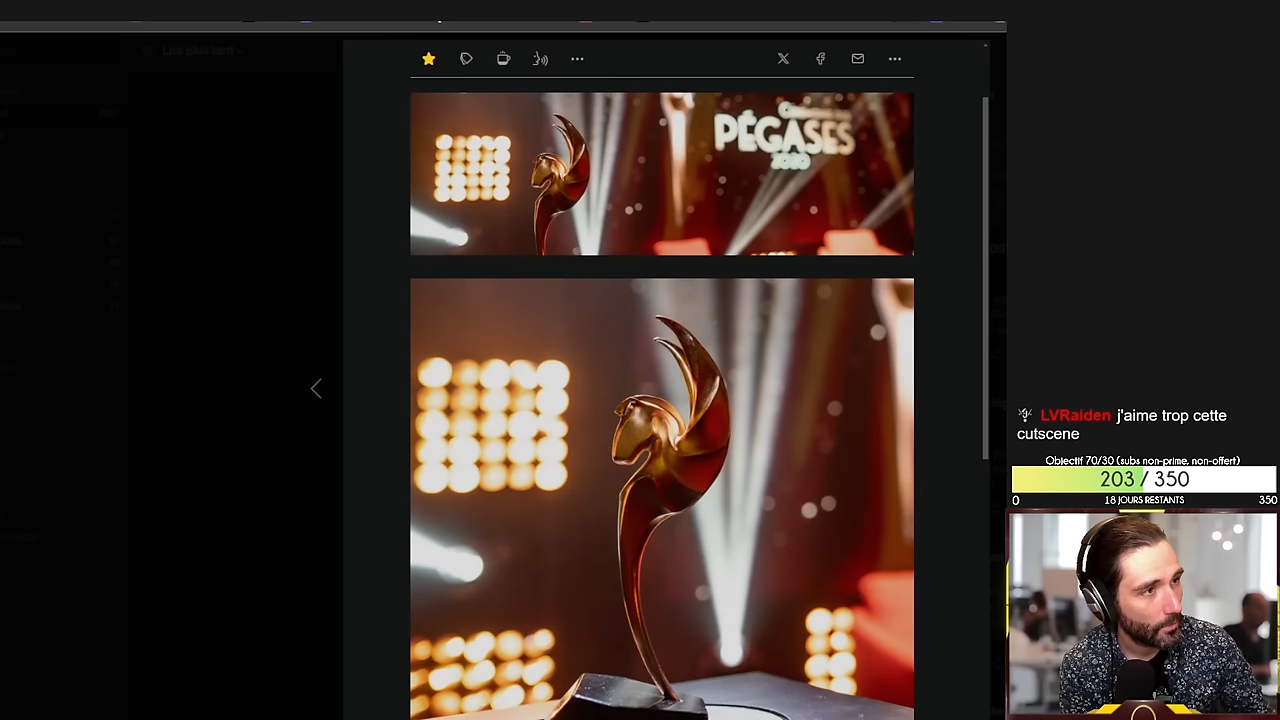 PÉGASES
2020
LVRaiden j'aime trop cette
cutscene
Objectif 70/30 (subs non-prime, non-offert)
203 / 350
0 18 JOURS RESTANTS 350